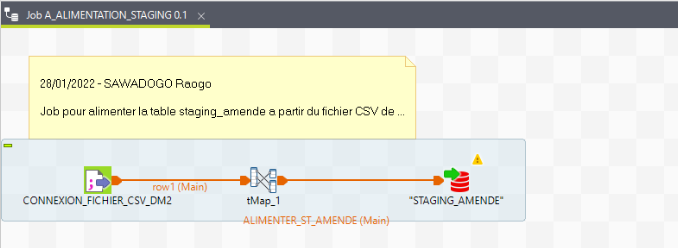 Job A_ALIMENTATION_STAGING 0.1
28/01/2022 - SAWADOGO Raogo
Job pour alimenter la table staging_amende a partir du fichier CSV de ...
row1 (Main)
CONNEXION_FICHIER_CSV_DM2
tMap_1
"STAGING_AMENDE"
ALIMENTER_ST_AMENDE (Main)